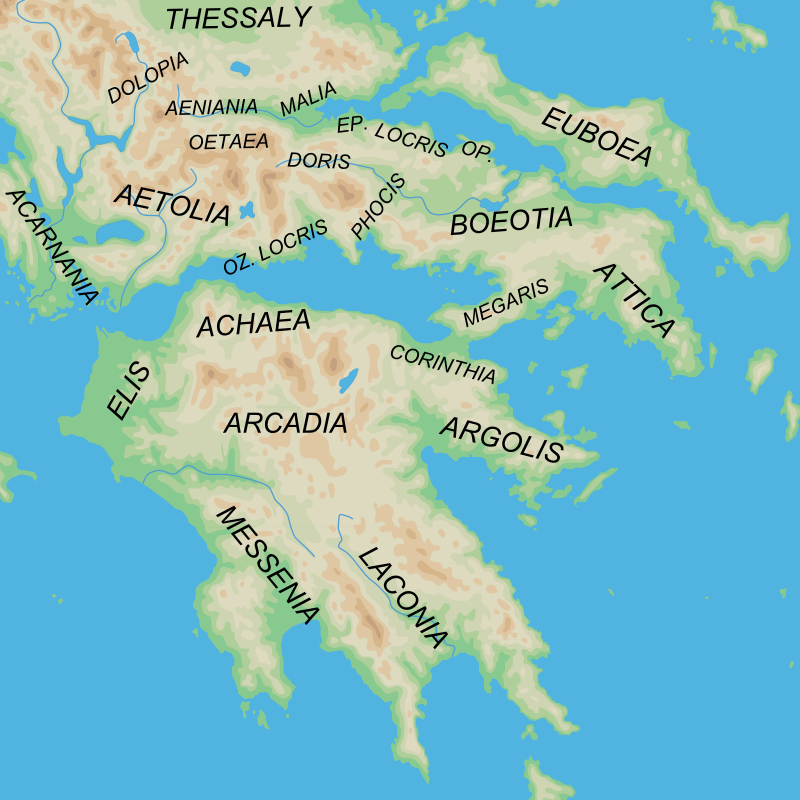 THESSALY
DOLOPIA
AENIANIA
MALIA
EP. LOCRIS OP.
EUBOEA
OETAEA
DORIS
AETOLIA
PHOCIS
BOEOTIA
ACARNANIA
OZ. LOCRIS
ATTICA
MEGARIS
ACHAEA
CORINTHIA
ELIS
ARCADIA
ARGOLIS
MESSENIA
LACONIA